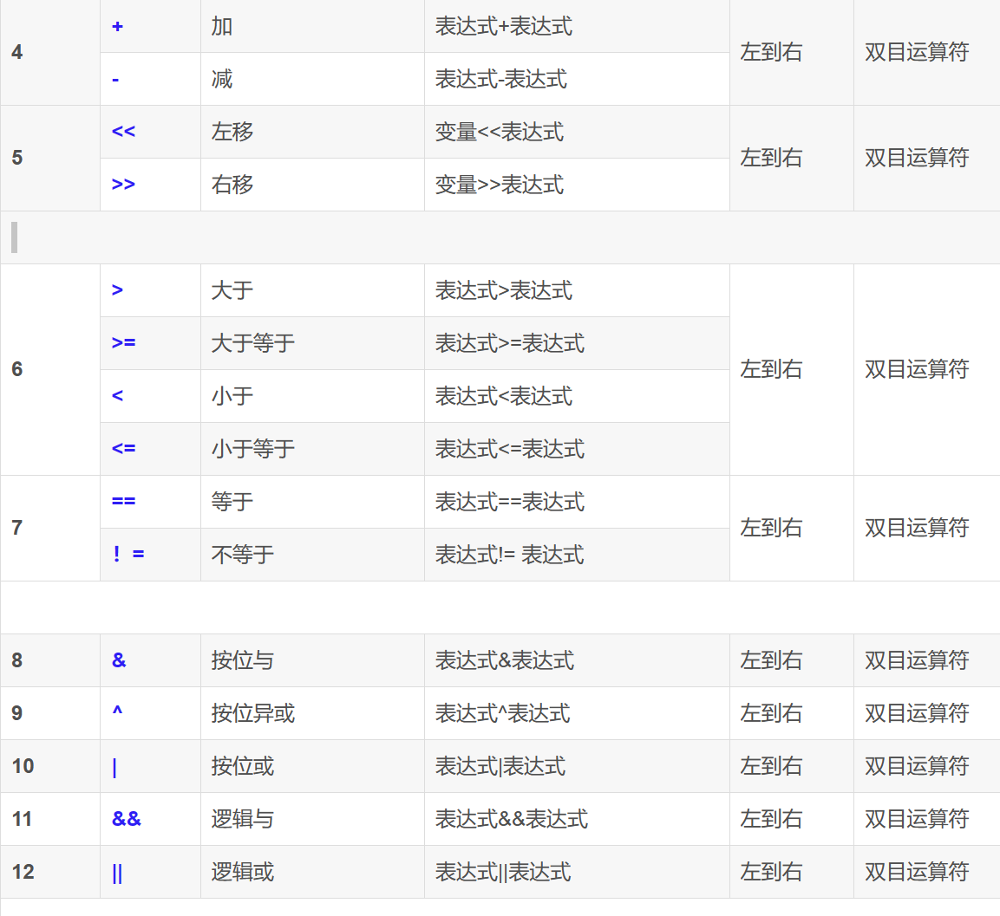 4 + 加 表达式+表达式 左到右 双目运算符
- 减 表达式-表达式
5 << 左移 变量<<表达式 左到右 双目运算符
>> 右移 变量>>表达式
6 > 大于 表达式>表达式 左到右 双目运算符
>= 大于等于 表达式>=表达式
< 小于 表达式<表达式
<= 小于等于 表达式<=表达式
7 == 等于 表达式==表达式 左到右 双目运算符
! = 不等于 表达式!= 表达式
8 & 按位与 表达式&表达式 左到右 双目运算符
9 ^ 按位异或 表达式^表达式 左到右 双目运算符
10 | 按位或 表达式|表达式 左到右 双目运算符
11 && 逻辑与 表达式&&表达式 左到右 双目运算符
12 || 逻辑或 表达式||表达式 左到右 双目运算符